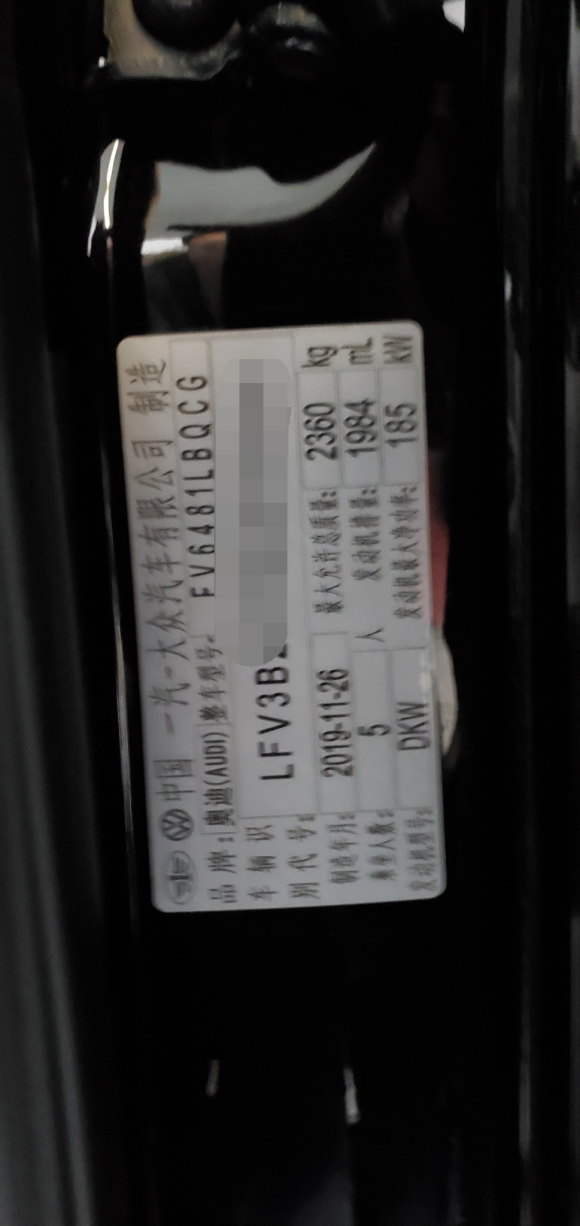 中国 一汽-大众汽车有限公司 制造
品牌:奥迪(AUDI) 整车型号: FV6481LBQCG
车辆识别代号: LFV3B
制造年月: 2019-11-26 最大允许总质量: 2360 kg
乘坐人数: 5 人 发动机排量: 1984 mL
发动机型号: DKW 发动机最大净功率: 185 kW